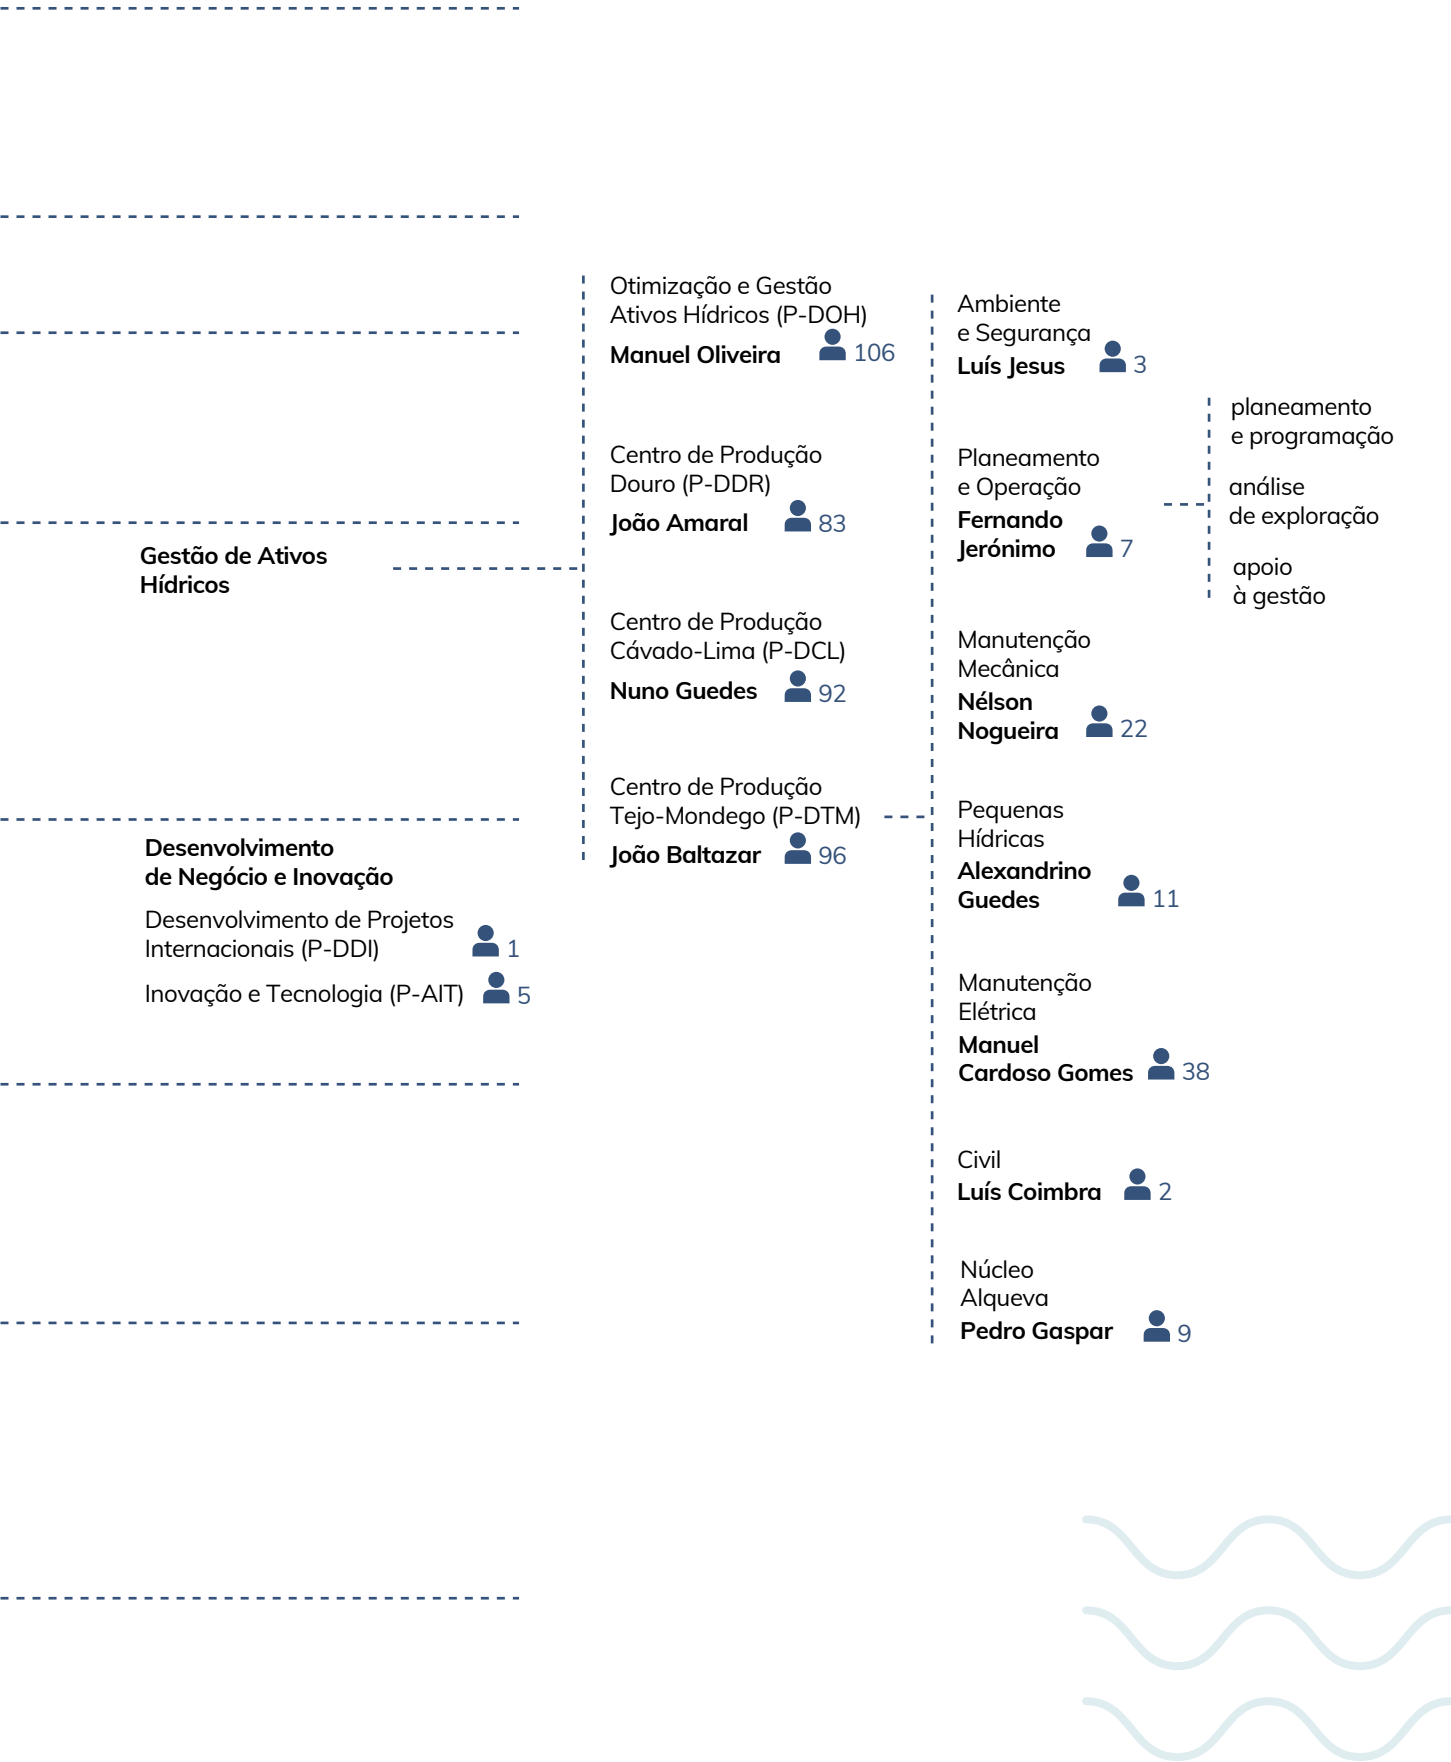 Gestão de Ativos
Hídricos
Desenvolvimento
de Negócio e Inovação
Desenvolvimento de Projetos
Internacionais (P-DDI)
1
Inovação e Tecnologia (P-AIT)
5
Otimização e Gestão
Ativos Hídricos (P-DOH)
Manuel Oliveira
106
Centro de Produção
Douro (P-DDR)
João Amaral
83
Centro de Produção
Cávado-Lima (P-DCL)
Nuno Guedes
92
Centro de Produção
Tejo-Mondego (P-DTM)
João Baltazar
96
Ambiente
e Segurança
Luís Jesus
3
Planeamento
e Operação
Fernando
Jerónimo
7
planeamento
e programação
análise
de exploração
apoio
à gestão
Manutenção
Mecânica
Nélson
Nogueira
22
Pequenas
Hídricas
Alexandrino
Guedes
11
Manutenção
Elétrica
Manuel
Cardoso Gomes
38
Civil
Luís Coimbra
2
Núcleo
Alqueva
Pedro Gaspar
9